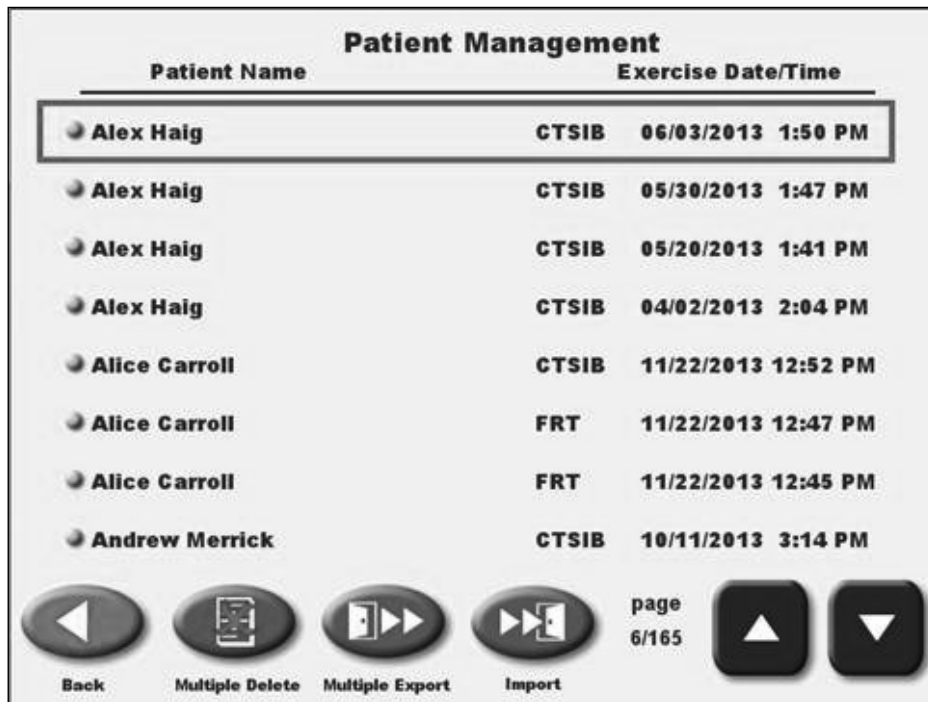 Patient Management
Patient Name Exercise Date/Time
Alex Haig CTSIB 06/03/2013 1:50 PM
Alex Haig CTSIB 05/30/2013 1:47 PM
Alex Haig CTSIB 05/20/2013 1:41 PM
Alex Haig CTSIB 04/02/2013 2:04 PM
Alice Carroll CTSIB 11/22/2013 12:52 PM
Alice Carroll FRT 11/22/2013 12:47 PM
Alice Carroll FRT 11/22/2013 12:45 PM
Andrew Merrick CTSIB 10/11/2013 3:14 PM
page
6/165
Back Multiple Delete Multiple Export Import